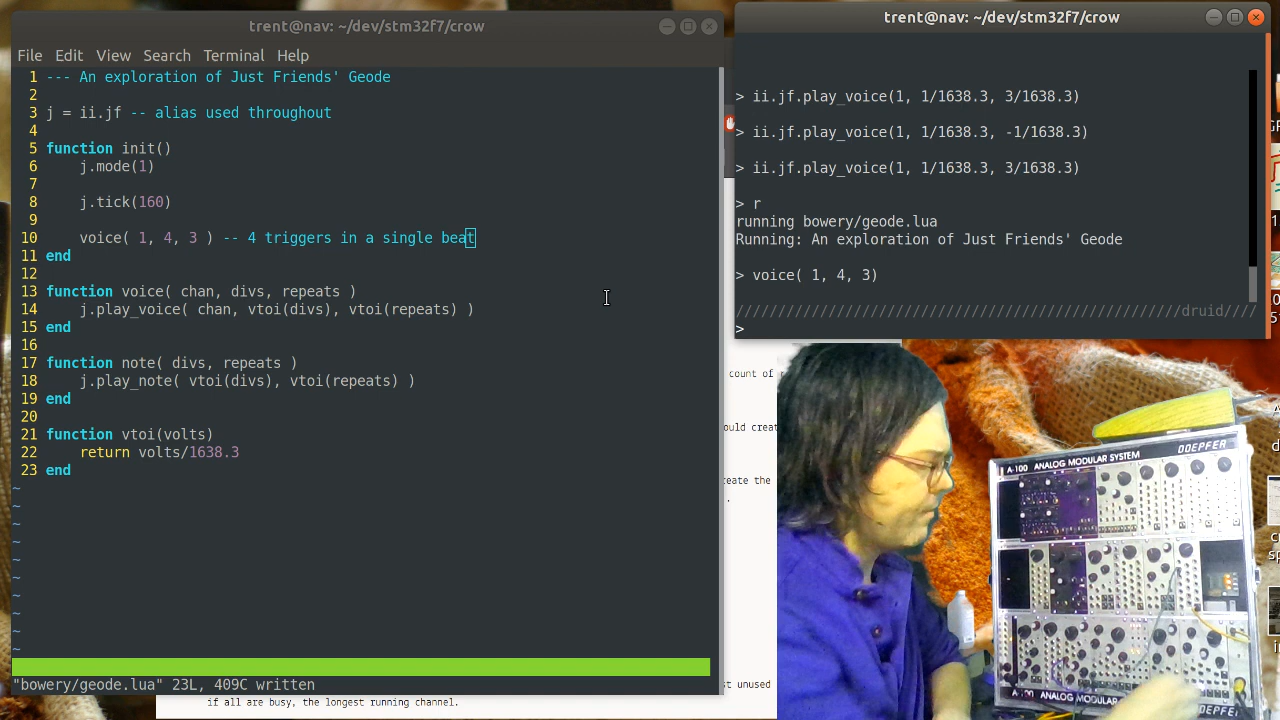 trent@nav: ~/dev/stm32f7/crow
File Edit View Search Terminal Help
1 --- An exploration of Just Friends' Geode
2
3 j = ii.jf -- alias used throughout
4
5 function init()
6 j.mode(1)
7
8 j.tick(160)
9
10 voice( 1, 4, 3 ) -- 4 triggers in a single beat
11 end
12
13 function voice( chan, divs, repeats )
14 j.play_voice( chan, vtoi(divs), vtoi(repeats) )
15 end
16
17 function note( divs, repeats )
18 j.play_note( vtoi(divs), vtoi(repeats) )
19 end
20
21 function vtoi(volts)
22 return volts/1638.3
23 end
~
~
~
~
~
~
~
~
~
~
"bowery/geode.lua" 23L, 409C written
trent@nav: ~/dev/stm32f7/crow
> ii.jf.play_voice(1, 1/1638.3, 3/1638.3)
> ii.jf.play_voice(1, 1/1638.3, -1/1638.3)
> ii.jf.play_voice(1, 1/1638.3, 3/1638.3)
> r
running bowery/geode.lua
Running: An exploration of Just Friends' Geode
> voice( 1, 4, 3)
/////////////////////////////////////////////////////druid////
>
count of
ould creat
eate the
st unused
if all are busy, the longest running channel.
A-100 ANALOG MODULAR SYSTEM DOEPFER
A-100 ANALOG MODULAR SYSTEM DOEPFER